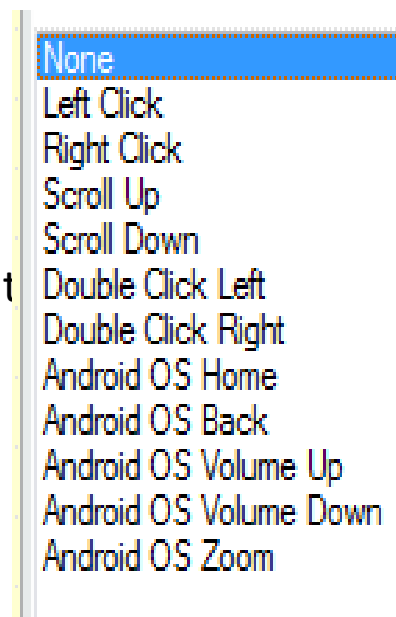 None
Left Click
Right Click
Scroll Up
Scroll Down
t
Double Click Left
Double Click Right
Android OS Home
Android OS Back
Android OS Volume Up
Android OS Volume Down
Android OS Zoom